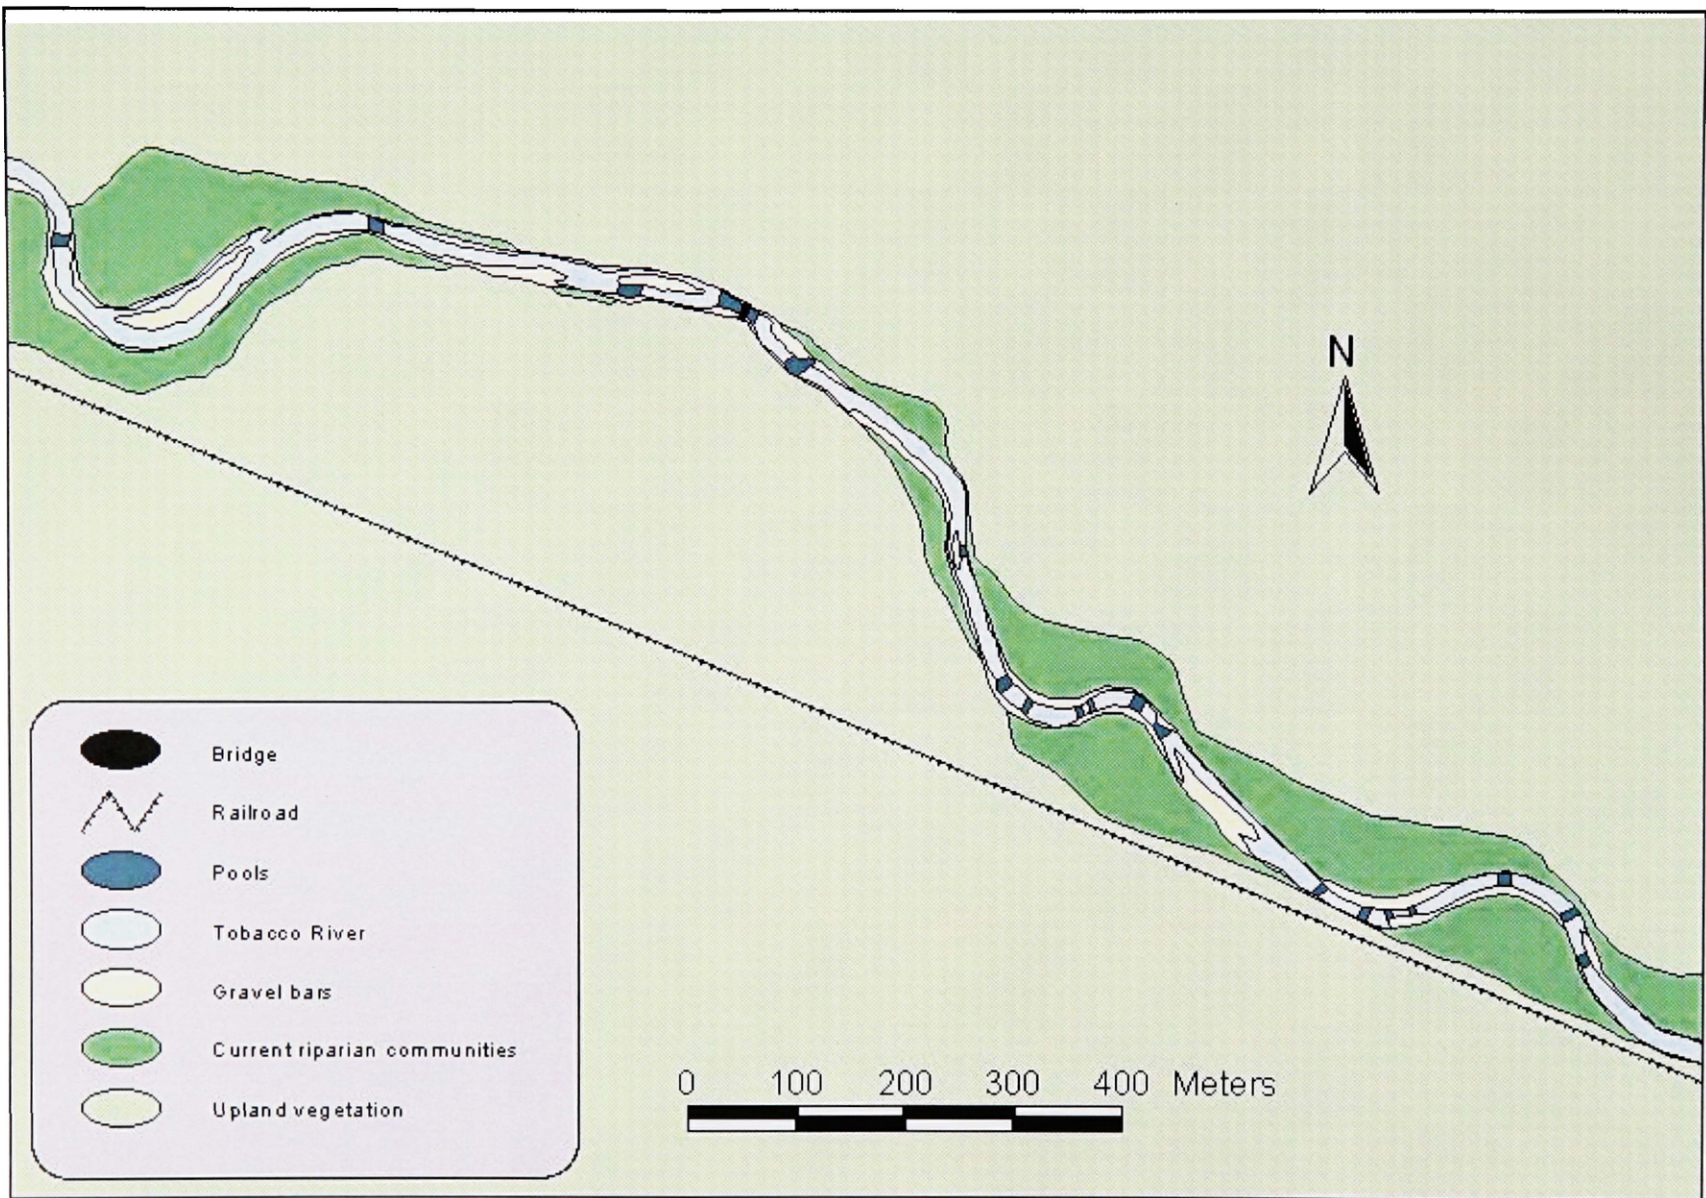 N
Bridge
Railroad
Pools
Tobacco River
Gravel bars
Current riparian communities
Upland vegetation
0 100 200 300 400 Meters